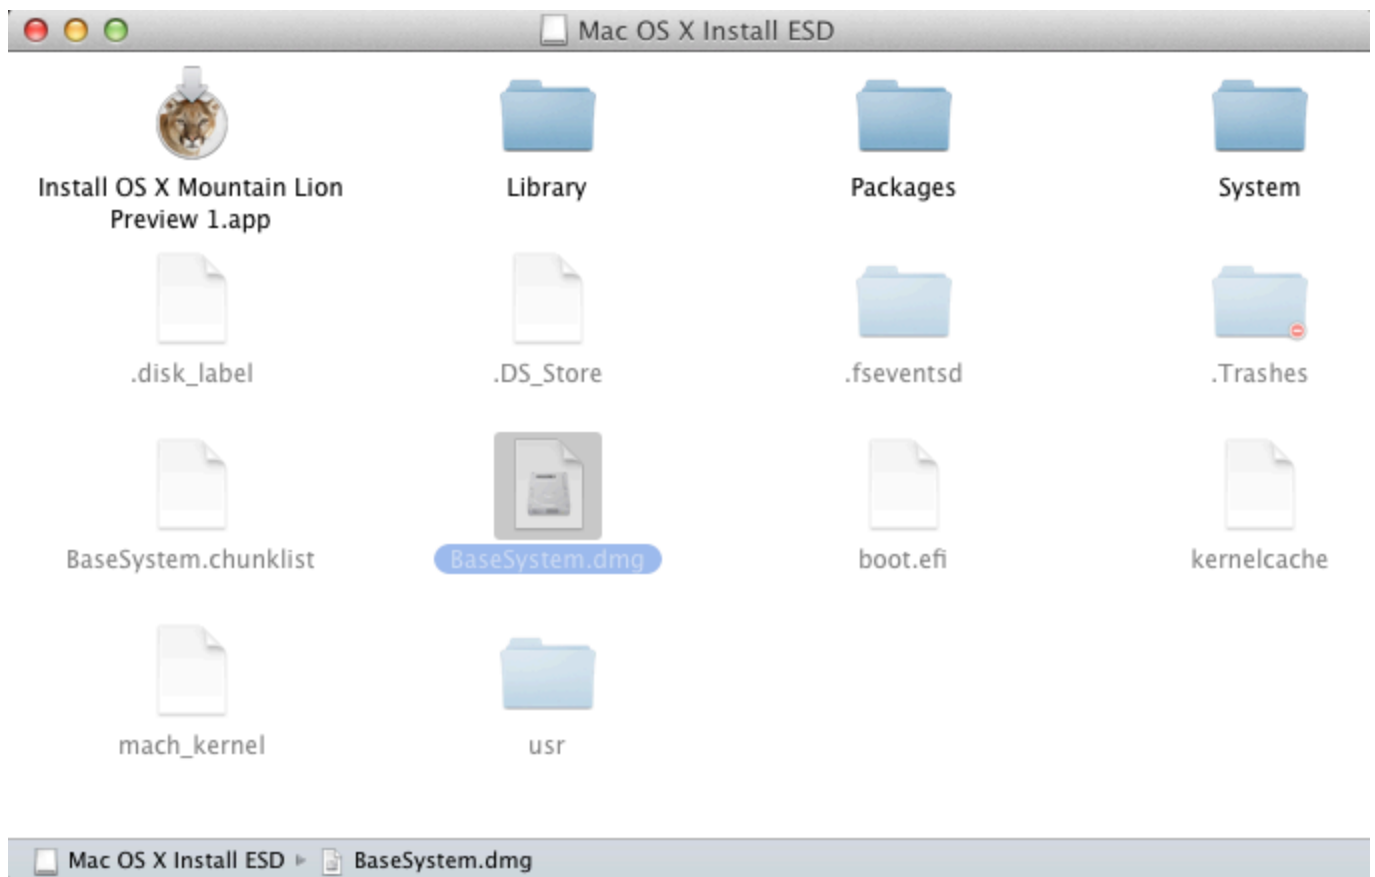 Mac OS X Install ESD
Install OS X Mountain Lion
Preview 1.app
Library
Packages
System
.disk_label
.DS_Store
.fseventsd
.Trashes
BaseSystem.chunklist
BaseSystem.dmg
boot.efi
kernelcache
mach_kernel
usr
Mac OS X Install ESD ▸ BaseSystem.dmg